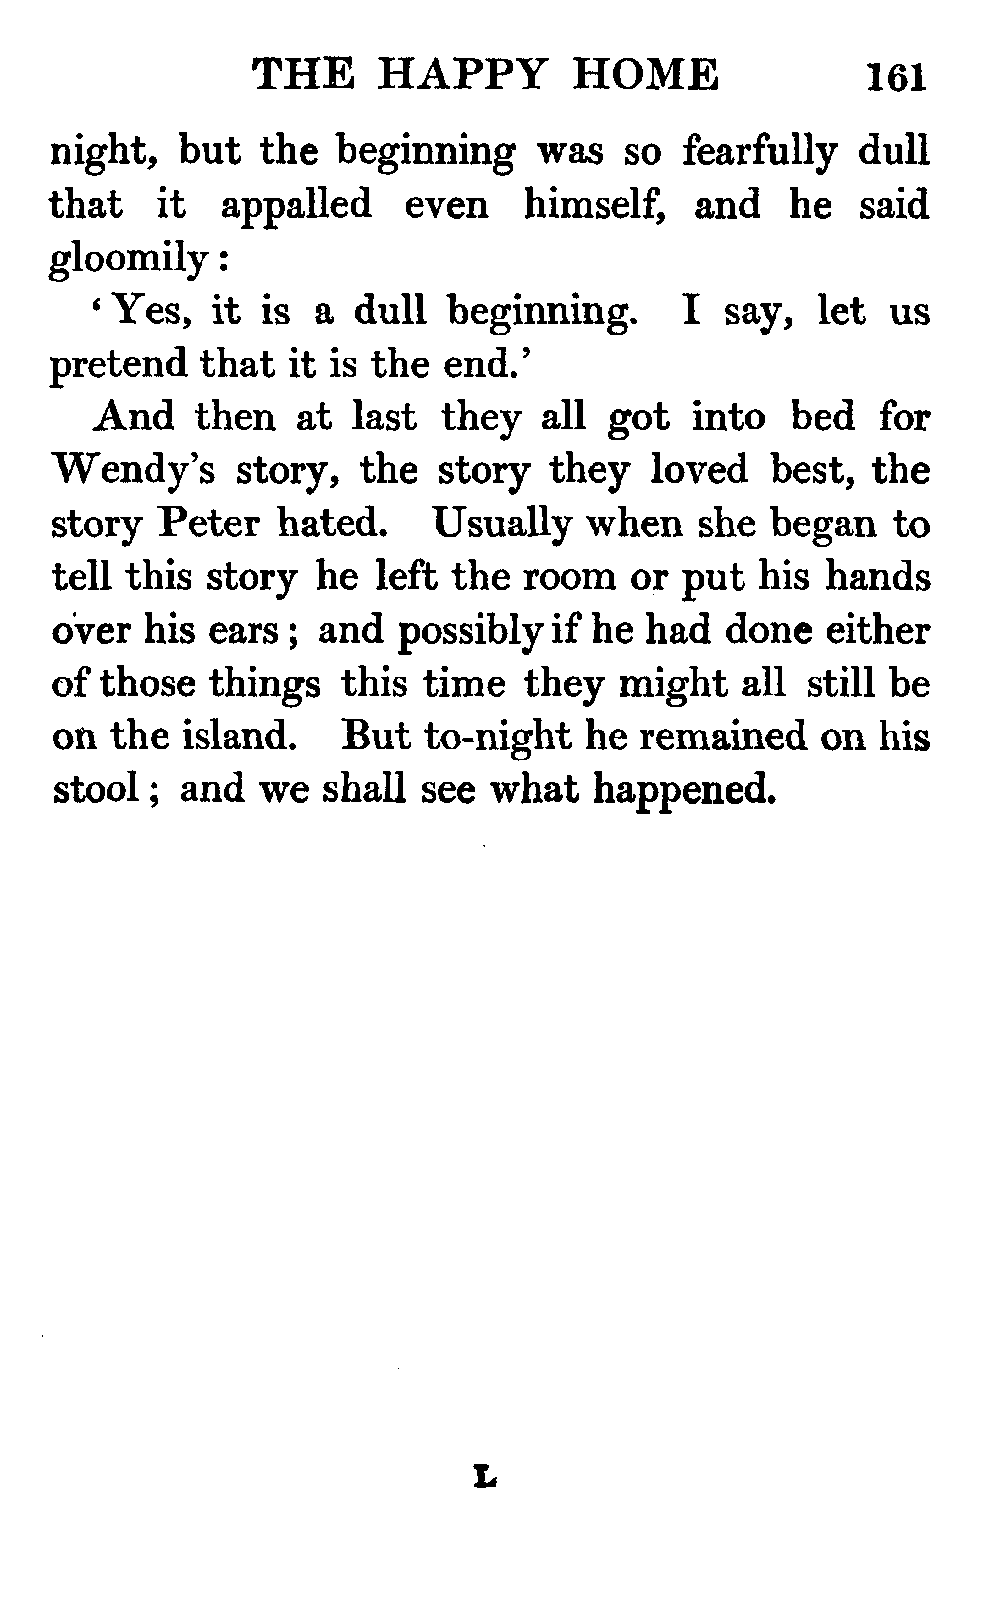 THE HAPPY HOME 161
night, but the beginning was so fearfully dull
that it appalled even himself, and he said
gloomily :
‘ Yes, it is a dull beginning. I say, let us
pretend that it is the end.’
And then at last they all got into bed for
Wendy’s story, the story they loved best, the
story Peter hated. Usually when she began to
tell this story he left the room or put his hands
over his ears ; and possibly if he had done either
of those things this time they might all still be
on the island. But to-night he remained on his
stool ; and we shall see what happened.
L